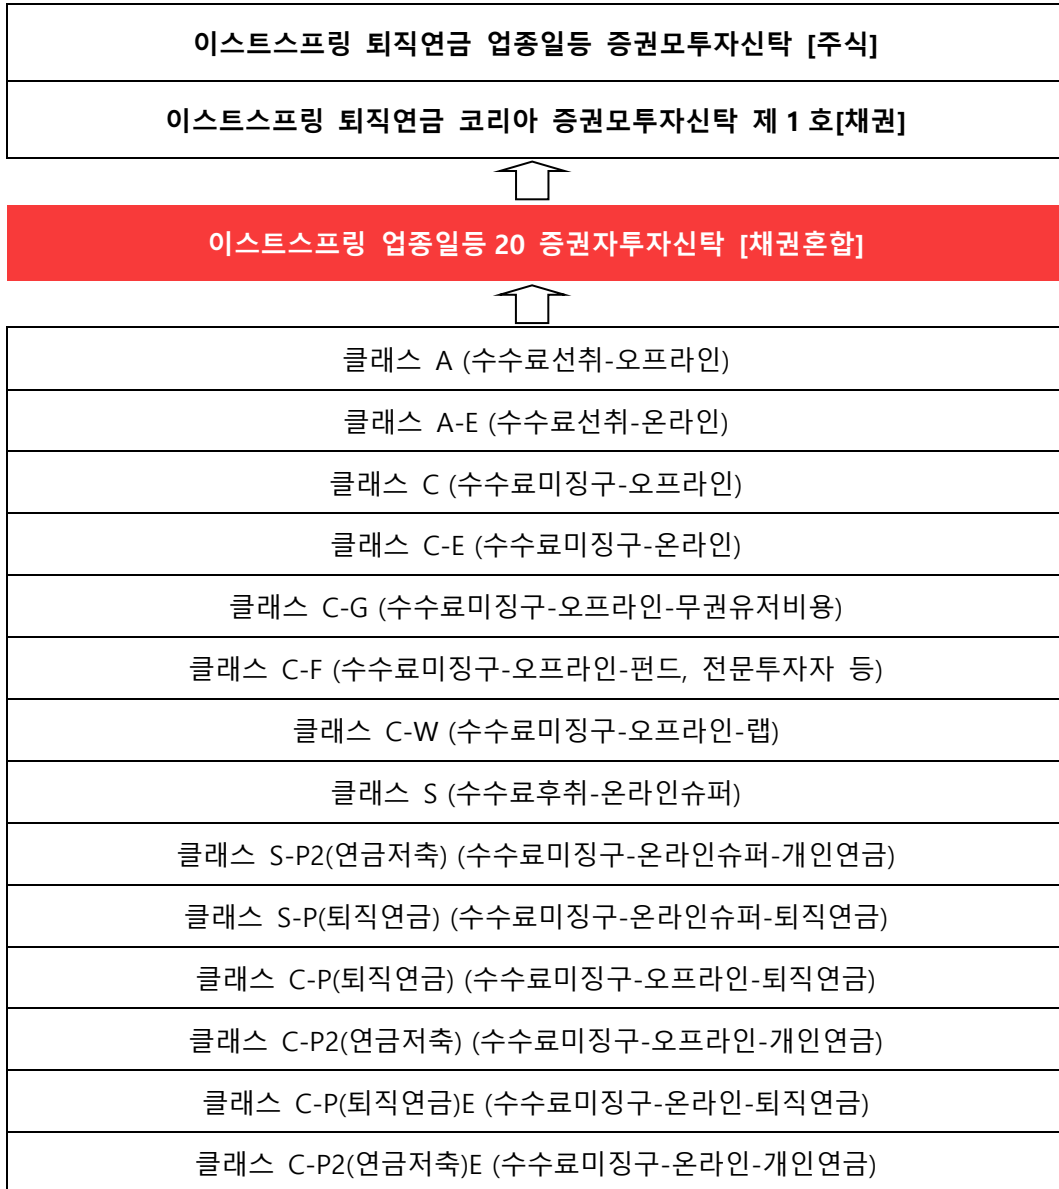 이스트스프링 퇴직연금 업종일등 증권모투자신탁 [주식]
이스트스프링 퇴직연금 코리아 증권모투자신탁 제 1 호[채권]
이스트스프링 업종일등 20 증권자투자신탁 [채권혼합]
클래스 A (수수료선취-오프라인)
클래스 A-E (수수료선취-온라인)
클래스 C (수수료미징구-오프라인)
클래스 C-E (수수료미징구-온라인)
클래스 C-G (수수료미징구-오프라인-무권유저비용)
클래스 C-F (수수료미징구-오프라인-펀드, 전문투자자 등)
클래스 C-W (수수료미징구-오프라인-랩)
클래스 S (수수료후취-온라인슈퍼)
클래스 S-P2(연금저축) (수수료미징구-온라인슈퍼-개인연금)
클래스 S-P(퇴직연금) (수수료미징구-온라인슈퍼-퇴직연금)
클래스 C-P(퇴직연금) (수수료미징구-오프라인-퇴직연금)
클래스 C-P2(연금저축) (수수료미징구-오프라인-개인연금)
클래스 C-P(퇴직연금)E (수수료미징구-온라인-퇴직연금)
클래스 C-P2(연금저축)E (수수료미징구-온라인-개인연금)